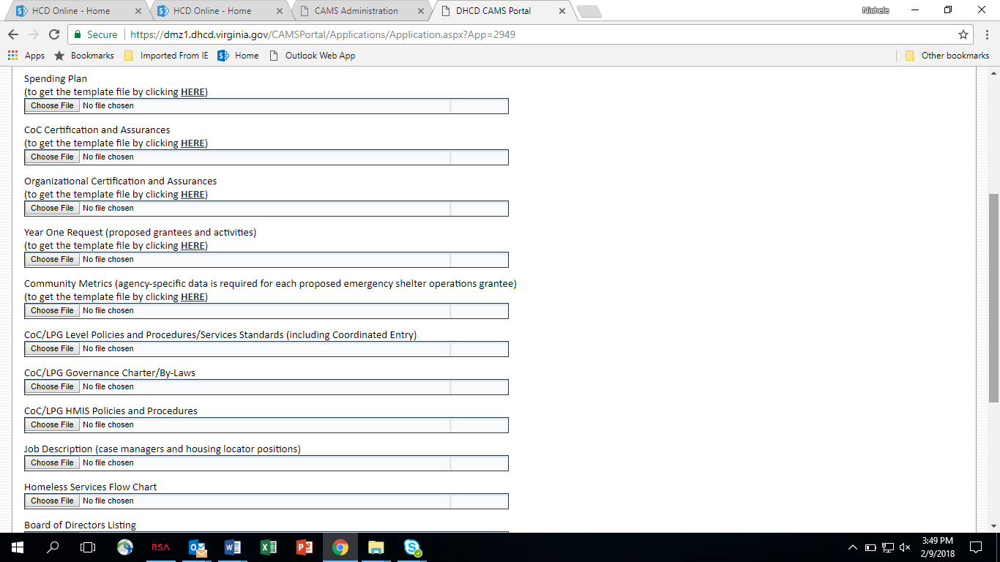 HCD Online - Home
HCD Online - Home
CAMS Administration
DHCD CAMS Portal
Nichele
Secure
https://dmz1.dhcd.virginia.gov/CAMSPortal/Applications/Application.aspx?App=2949
Apps
Bookmarks
Imported From IE
Home
Outlook Web App
Other bookmarks
Spending Plan
(to get the template file by clicking HERE)
Choose File No file chosen
CoC Certification and Assurances
(to get the template file by clicking HERE)
Choose File No file chosen
Organizational Certification and Assurances
(to get the template file by clicking HERE)
Choose File No file chosen
Year One Request (proposed grantees and activities)
(to get the template file by clicking HERE)
Choose File No file chosen
Community Metrics (agency-specific data is required for each proposed emergency shelter operations grantee)
(to get the template file by clicking HERE)
Choose File No file chosen
CoC/LPG Level Policies and Procedures/Services Standards (including Coordinated Entry)
Choose File No file chosen
CoC/LPG Governance Charter/By-Laws
Choose File No file chosen
CoC/LPG HMIS Policies and Procedures
Choose File No file chosen
Job Description (case managers and housing locator positions)
Choose File No file chosen
Homeless Services Flow Chart
Choose File No file chosen
Board of Directors Listing
RSA
3:49 PM
2/9/2018